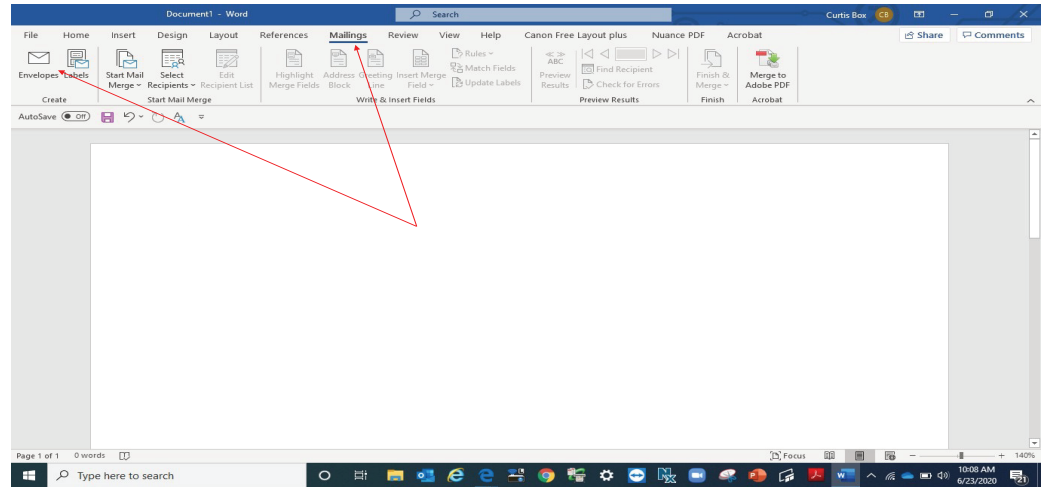 Document1 - Word Search Curtis Box CB
File Home Insert Design Layout References Mailings Review View Help Canon Free Layout plus Nuance PDF Acrobat Share Comments
Envelopes Labels Start Mail Merge Select Recipients Edit Recipient List Highlight Merge Fields Address Block Greeting Line Insert Merge Field Rules Match Fields Update Labels ABC Preview Results Find Recipient Check for Errors Finish & Merge Merge to Adobe PDF
Create Start Mail Merge Write & Insert Fields Preview Results Finish Acrobat
AutoSave Off
Page 1 of 1 0 words Focus 140%
Type here to search 10:08 AM
6/23/2020 21